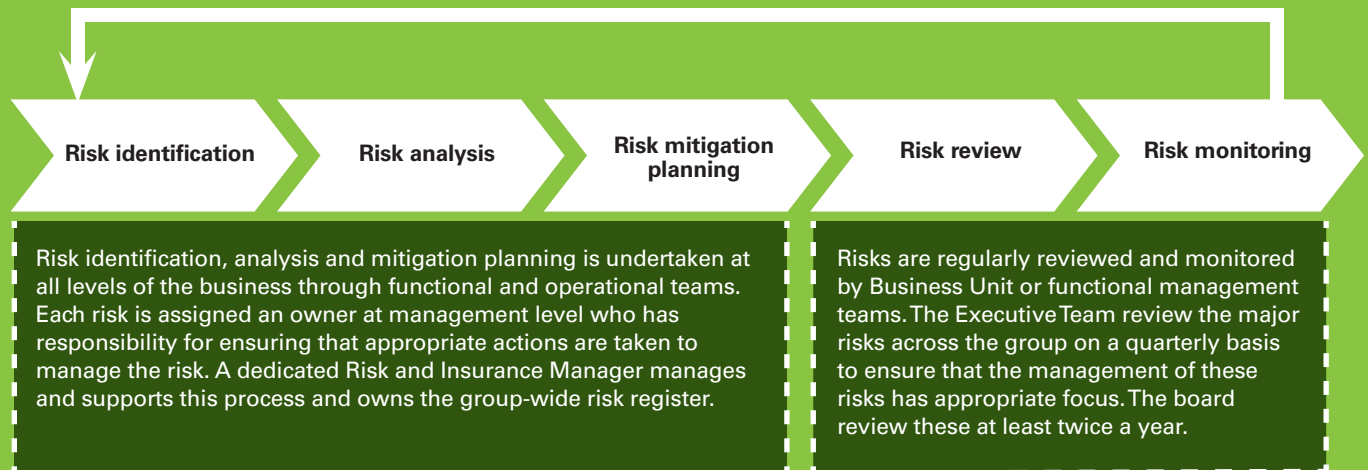 Risk identification
Risk analysis
Risk mitigation
planning
Risk review
Risk monitoring
Risk identification, analysis and mitigation planning is undertaken at
all levels of the business through functional and operational teams.
Each risk is assigned an owner at management level who has
responsibility for ensuring that appropriate actions are taken to
manage the risk. A dedicated Risk and Insurance Manager manages
and supports this process and owns the group-wide risk register.
Risks are regularly reviewed and monitored
by Business Unit or functional management
teams. The Executive Team review the major
risks across the group on a quarterly basis
to ensure that the management of these
risks has appropriate focus. The board
review these at least twice a year.